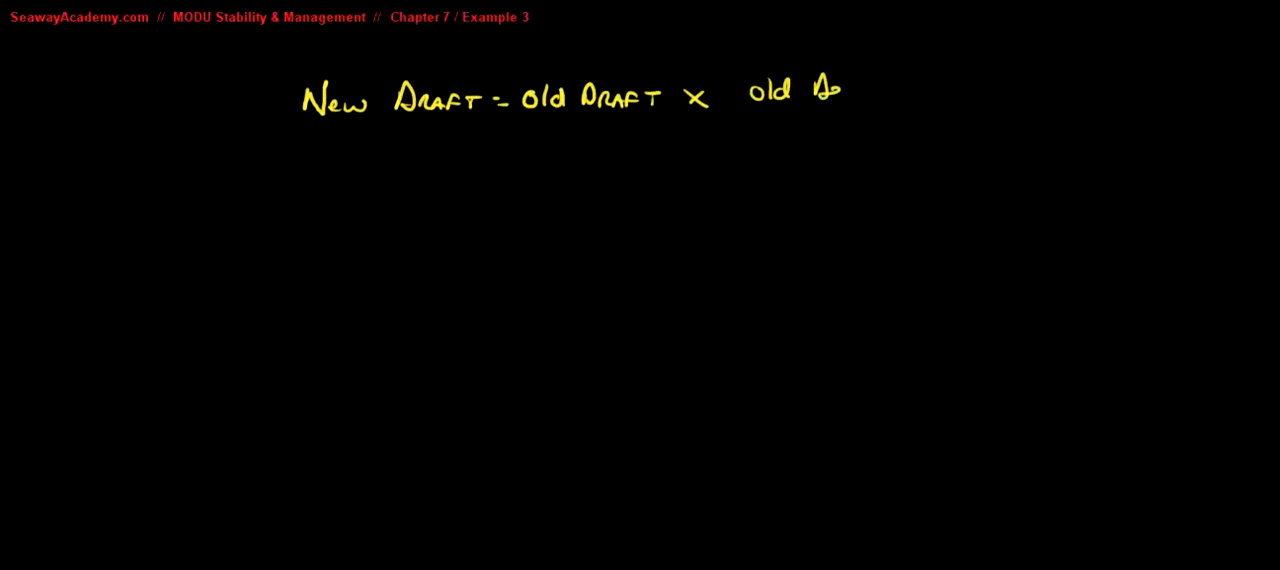 SeawayAcademy.com // MODU Stability & Management // Chapter 7 / Example 3
New DRAFT = old DRAFT × old